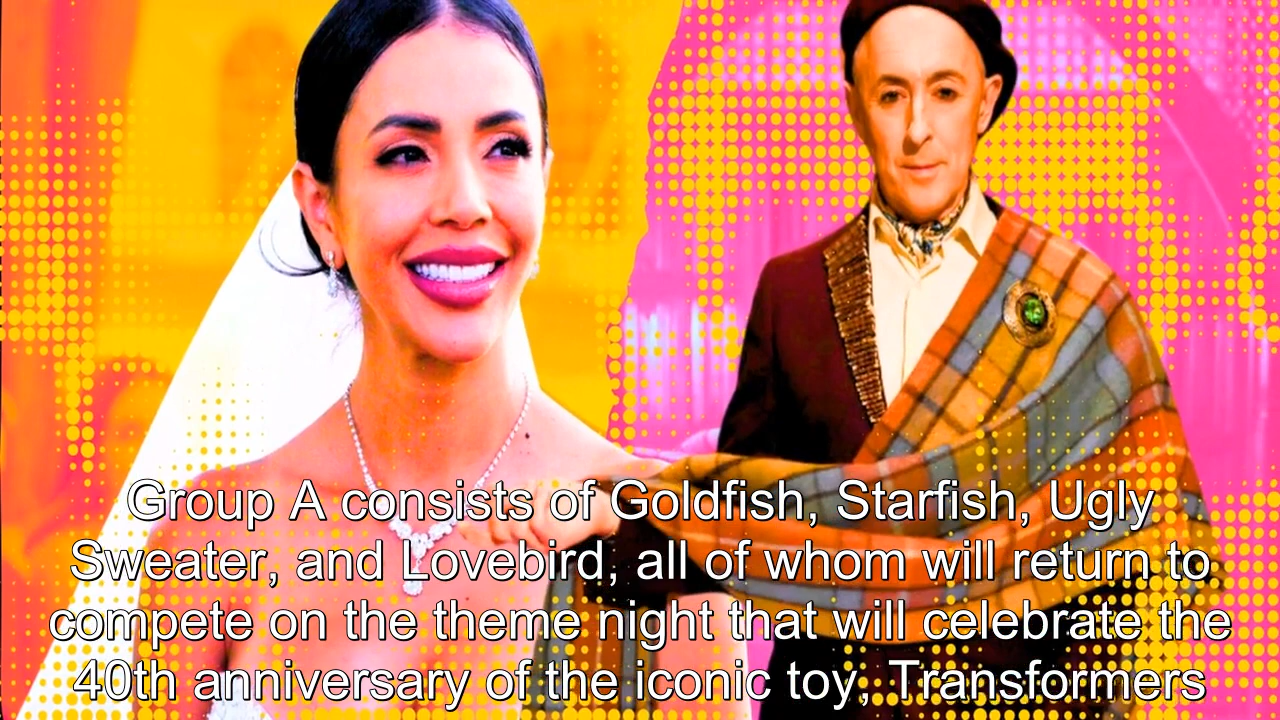 Group A consists of Goldfish, Starfish, Ugly
Sweater, and Lovebird, all of whom will return to
compete on the theme night that will celebrate the
40th anniversary of the iconic toy, Transformers